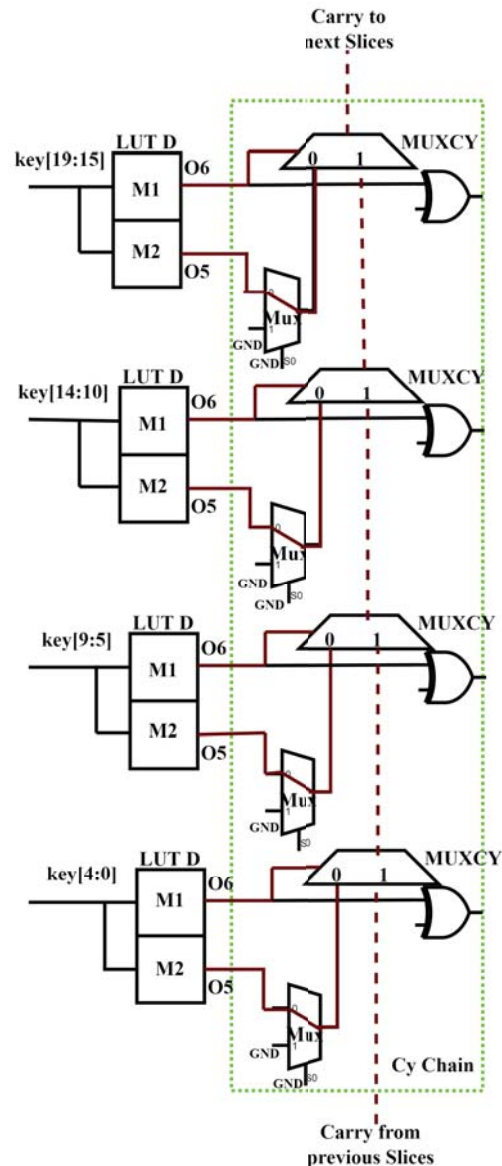 Carry to
next Slices
LUT D
MUXCY
key[19:15]
O6
0 1
M1
M2
O5
0
Mux
1
GND
GND S0
LUT D
MUXCY
key[14:10]
O6
0 1
M1
M2
O5
0
Mux
1
GND
GND S0
LUT D
MUXCY
key[9:5]
O6
0 1
M1
M2
O5
0
Mux
1
GND
S0
LUT D
MUXCY
key[4:0]
O6
0 1
M1
M2
O5
0
Mux
1
GND
GND S0
Cy Chain
Carry from
previous Slices